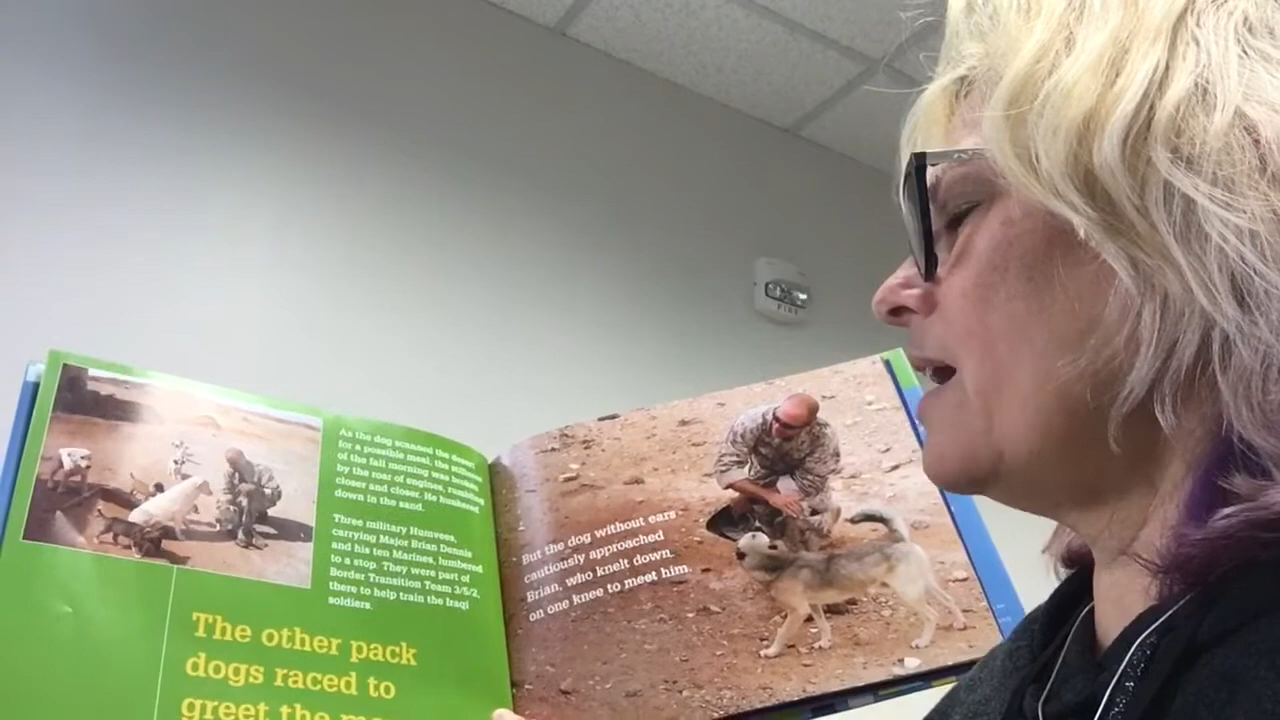 As the dog scanned the desert
for a possible meal, the silence
of the fall morning was broken
by the roar of engines, rumbling
closer and closer. He hunkered
down in the sand.
Three military Humvees,
carrying Major Brian Dennis
and his ten Marines, lumbered
to a stop. They were part of
Border Transition Team 3/5/2,
there to help train the Iraqi
soldiers.
The other pack
dogs raced to
greet the
But the dog without ears
cautiously approached
Brian, who knelt down
on one knee to meet him.
FIRE